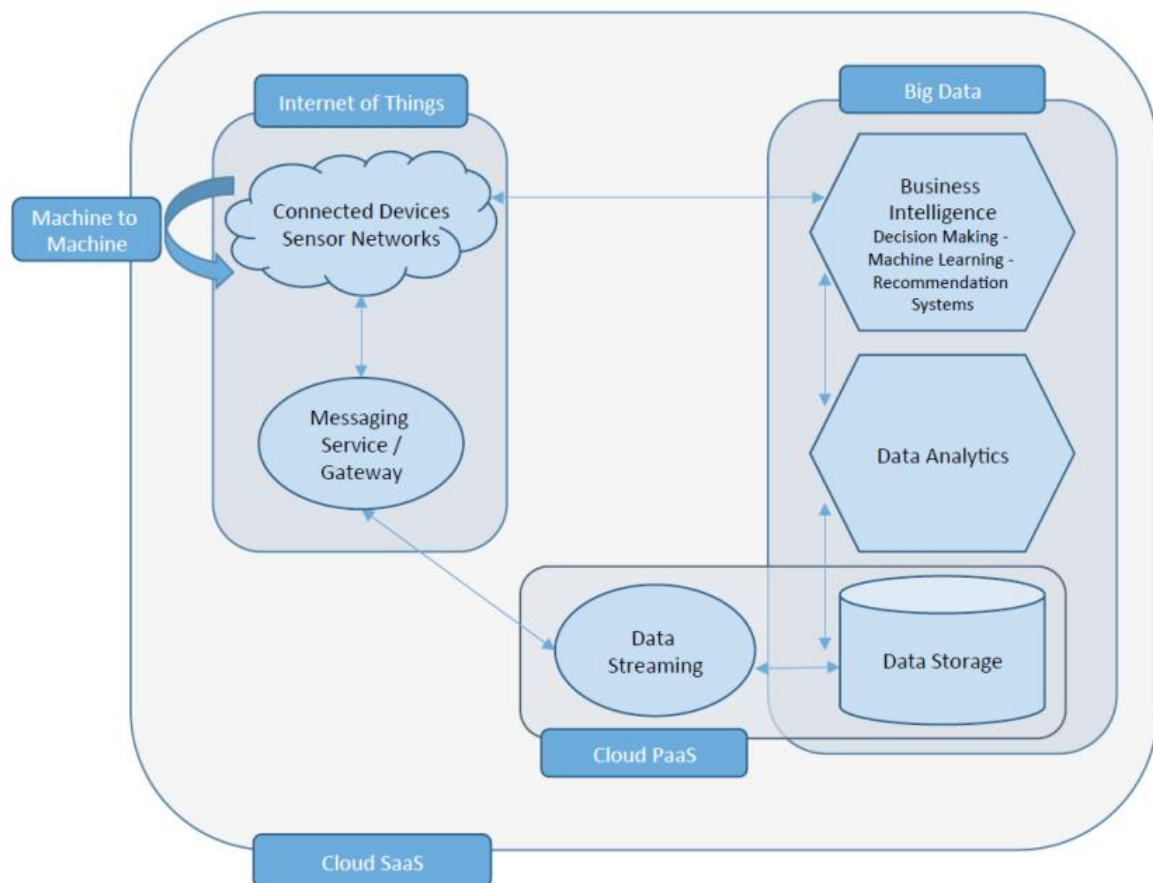 Internet of Things
Big Data
Machine to
Machine
Connected Devices
Sensor Networks
Business
Intelligence
Decision Making -
Machine Learning -
Recommendation
Systems
Messaging
Service /
Gateway
Data Analytics
Data
Streaming
Data Storage
Cloud PaaS
Cloud SaaS